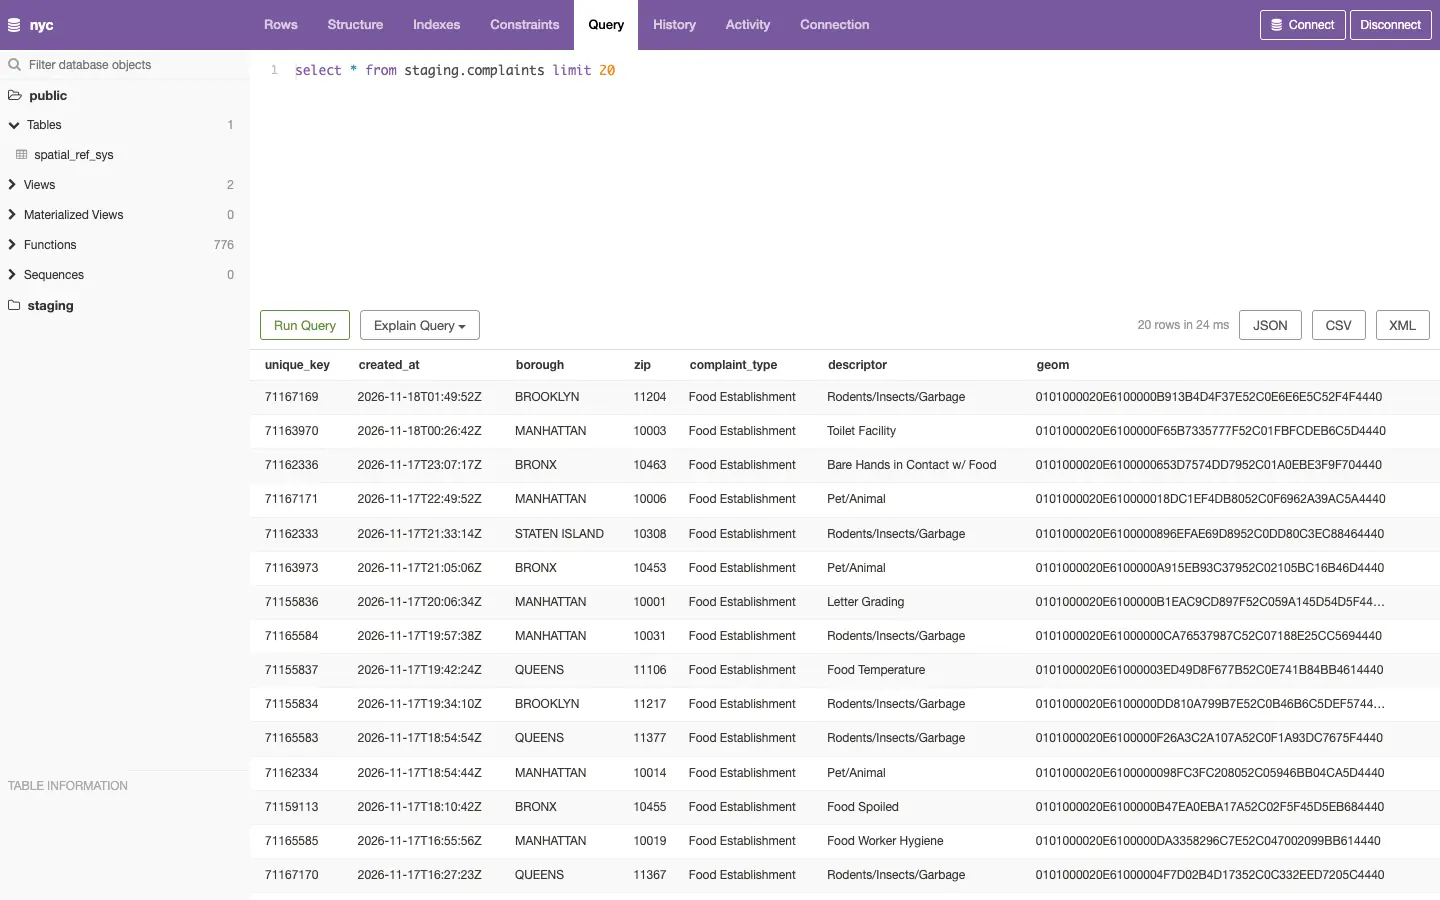 nyc Rows Structure Indexes Constraints Query History Activity Connection Connect Disconnect
Filter database objects
public
Tables 1
spatial_ref_sys
Views 2
Materialized Views 0
Functions 776
Sequences 0
staging
TABLE INFORMATION
1 select * from staging.complaints limit 20
Run Query Explain Query 20 rows in 24 ms JSON CSV XML
unique_key created_at borough zip complaint_type descriptor geom
71167169 2026-11-18T01:49:52Z BROOKLYN 11204 Food Establishment Rodents/Insects/Garbage 0101000020E6100000B913B4D4F37E52C0E6E6E5C52F4F4440
71163970 2026-11-18T00:26:42Z MANHATTAN 10003 Food Establishment Toilet Facility 0101000020E6100000F65B7335777F52C01FBFCDEB6C5D4440
71162336 2026-11-17T23:07:17Z BRONX 10463 Food Establishment Bare Hands in Contact w/ Food 0101000020E6100000653D7574DD7952C01A0EBE3F9F704440
71167171 2026-11-17T22:49:52Z MANHATTAN 10006 Food Establishment Pet/Animal 0101000020E610000018DC1EF4DB8052C0F6962A39AC5A4440
71162333 2026-11-17T21:33:14Z STATEN ISLAND 10308 Food Establishment Rodents/Insects/Garbage 0101000020E6100000896EFAE69D8952C0DD80C3EC88464440
71163973 2026-11-17T21:05:06Z BRONX 10453 Food Establishment Pet/Animal 0101000020E6100000A915EB93C37952C02105BC16B46D4440
71155836 2026-11-17T20:06:34Z MANHATTAN 10001 Food Establishment Letter Grading 0101000020E6100000B1EAC9CD897F52C059A145D54D5F44…
71165584 2026-11-17T19:57:38Z MANHATTAN 10031 Food Establishment Rodents/Insects/Garbage 0101000020E61000000CA76537987C52C07188E25CC5694440
71155837 2026-11-17T19:42:24Z QUEENS 11106 Food Establishment Food Temperature 0101000020E61000003ED49D8F677B52C0E741B84BB4614440
71155834 2026-11-17T19:34:10Z BROOKLYN 11217 Food Establishment Rodents/Insects/Garbage 0101000020E6100000DD810A799B7E52C0B46B6C5DEF5744…
71165583 2026-11-17T18:54:54Z QUEENS 11377 Food Establishment Rodents/Insects/Garbage 0101000020E6100000F26A3C2A107A52C0F1A93DC7675F4440
71162334 2026-11-17T18:54:44Z MANHATTAN 10014 Food Establishment Pet/Animal 0101000020E6100000098FC3FC208052C05946BB04CA5D4440
71159113 2026-11-17T18:10:42Z BRONX 10455 Food Establishment Food Spoiled 0101000020E6100000B47EA0EBA17A52C02F5F45D5EB684440
71165585 2026-11-17T16:55:56Z MANHATTAN 10019 Food Establishment Food Worker Hygiene 0101000020E6100000DA3358296C7E52C047002099BB614440
71167170 2026-11-17T16:27:23Z QUEENS 11367 Food Establishment Rodents/Insects/Garbage 0101000020E61000004F7D02B4D17352C0C332EED7205C4440